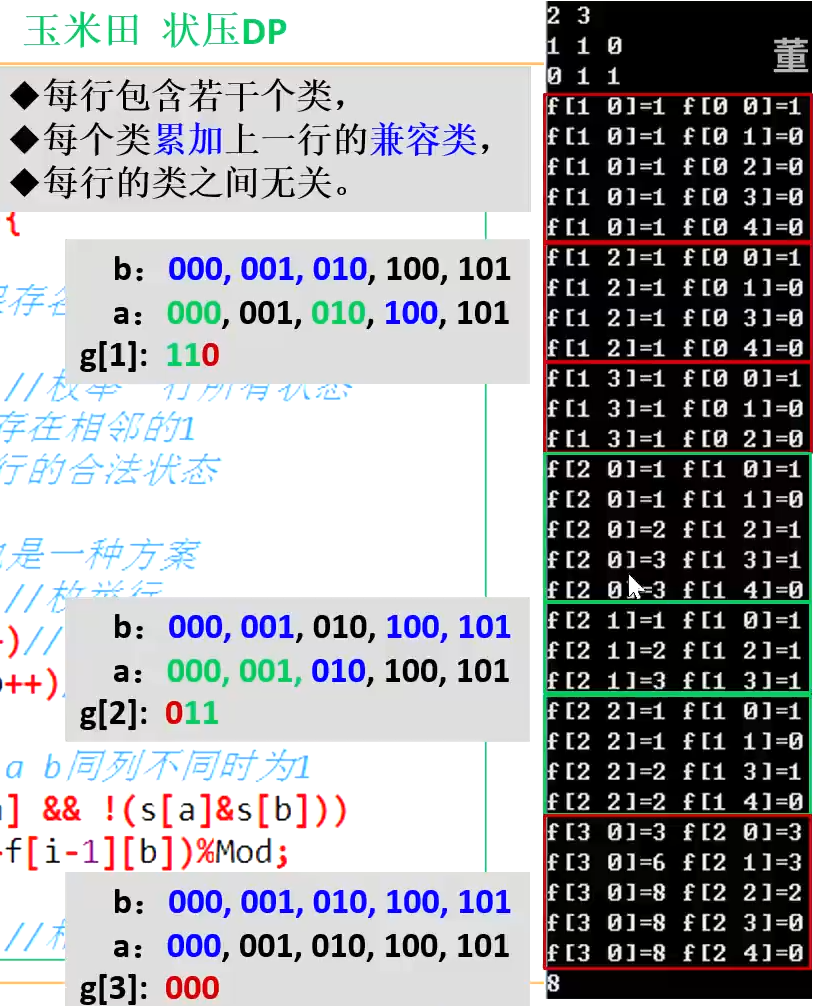 玉米田 状压DP
◆每行包含若干个类，
◆每个类累加上一行的兼容类，
◆每行的类之间无关。
{
b： 000, 001, 010, 100, 101
a： 000, 001, 010, 100, 101
g[1]: 110
//枚举一行所有状态
存在相邻的1
行的合法状态
是一种方案
//枚举行
)//
++)
b： 000, 001, 010, 100, 101
a： 000, 001, 010, 100, 101
g[2]: 011
a b同列不同时为1
] && !(s[a]&s[b]))
f[i-1][b])%Mod;
b： 000, 001, 010, 100, 101
a： 000, 001, 010, 100, 101
//
g[3]: 000
2 3
1 1 0
董
0 1 1
f[1 0]=1 f[0 0]=1
f[1 0]=1 f[0 1]=0
f[1 0]=1 f[0 2]=0
f[1 0]=1 f[0 3]=0
f[1 0]=1 f[0 4]=0
f[1 2]=1 f[0 0]=1
f[1 2]=1 f[0 1]=0
f[1 2]=1 f[0 3]=0
f[1 2]=1 f[0 4]=0
f[1 3]=1 f[0 0]=1
f[1 3]=1 f[0 1]=0
f[1 3]=1 f[0 2]=0
f[2 0]=1 f[1 0]=1
f[2 0]=1 f[1 1]=0
f[2 0]=2 f[1 2]=1
f[2 0]=3 f[1 3]=1
f[2 0]=3 f[1 4]=0
f[2 1]=1 f[1 0]=1
f[2 1]=2 f[1 2]=1
f[2 1]=3 f[1 3]=1
f[2 2]=1 f[1 0]=1
f[2 2]=1 f[1 1]=0
f[2 2]=2 f[1 3]=1
f[2 2]=2 f[1 4]=0
f[3 0]=3 f[2 0]=3
f[3 0]=6 f[2 1]=3
f[3 0]=8 f[2 2]=2
f[3 0]=8 f[2 3]=0
f[3 0]=8 f[2 4]=0
8